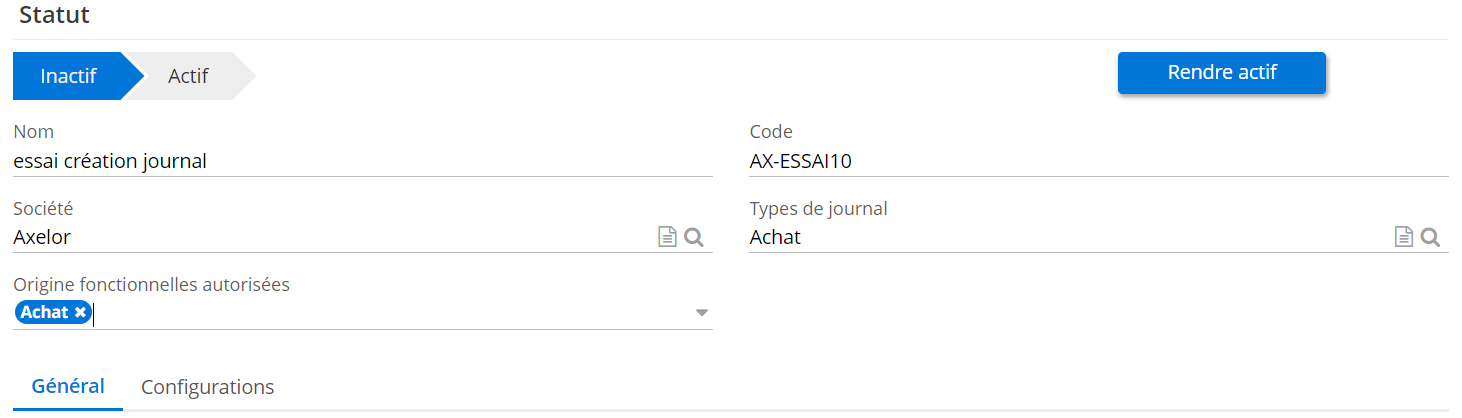 Statut
Inactif Actif Rendre actif
Nom Code
essai création journal AX-ESSAI10
Société Types de journal
Axelor Achat
Origine fonctionnelles autorisées
Achat ×
Général Configurations